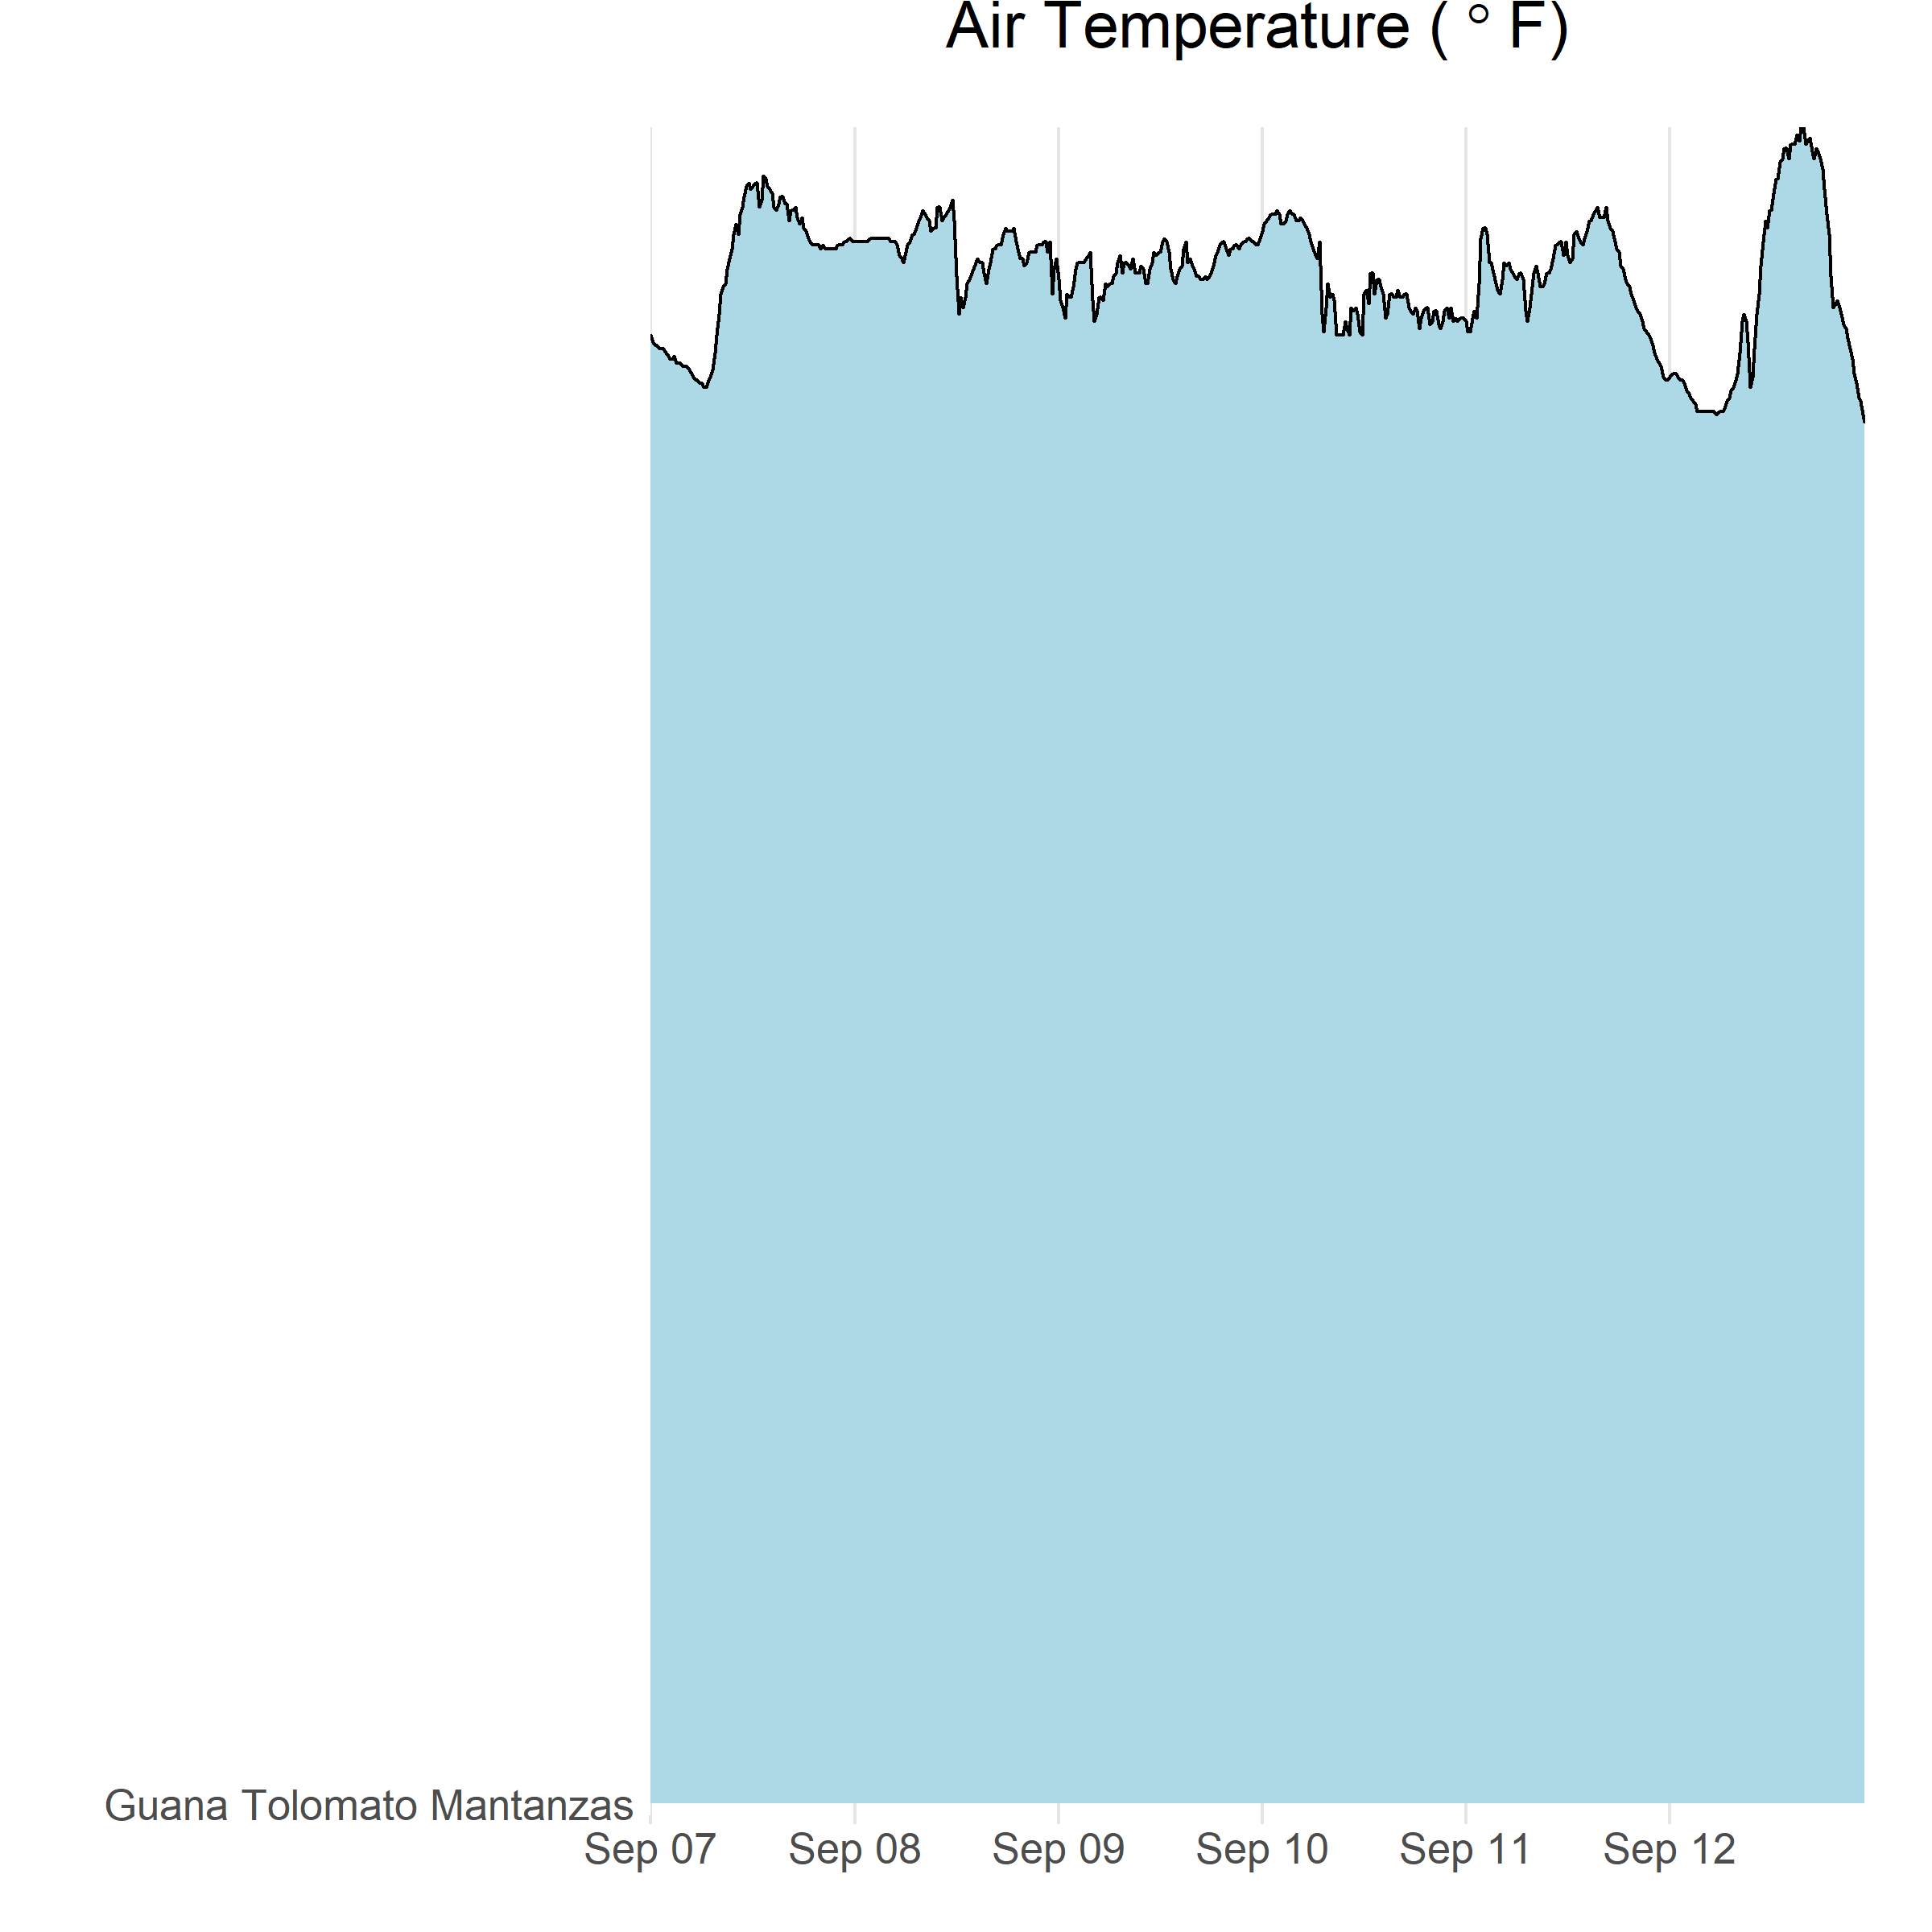 Air Temperature ( ° F)
Guana Tolomato Mantanzas
Sep 07 Sep 08 Sep 09 Sep 10 Sep 11 Sep 12